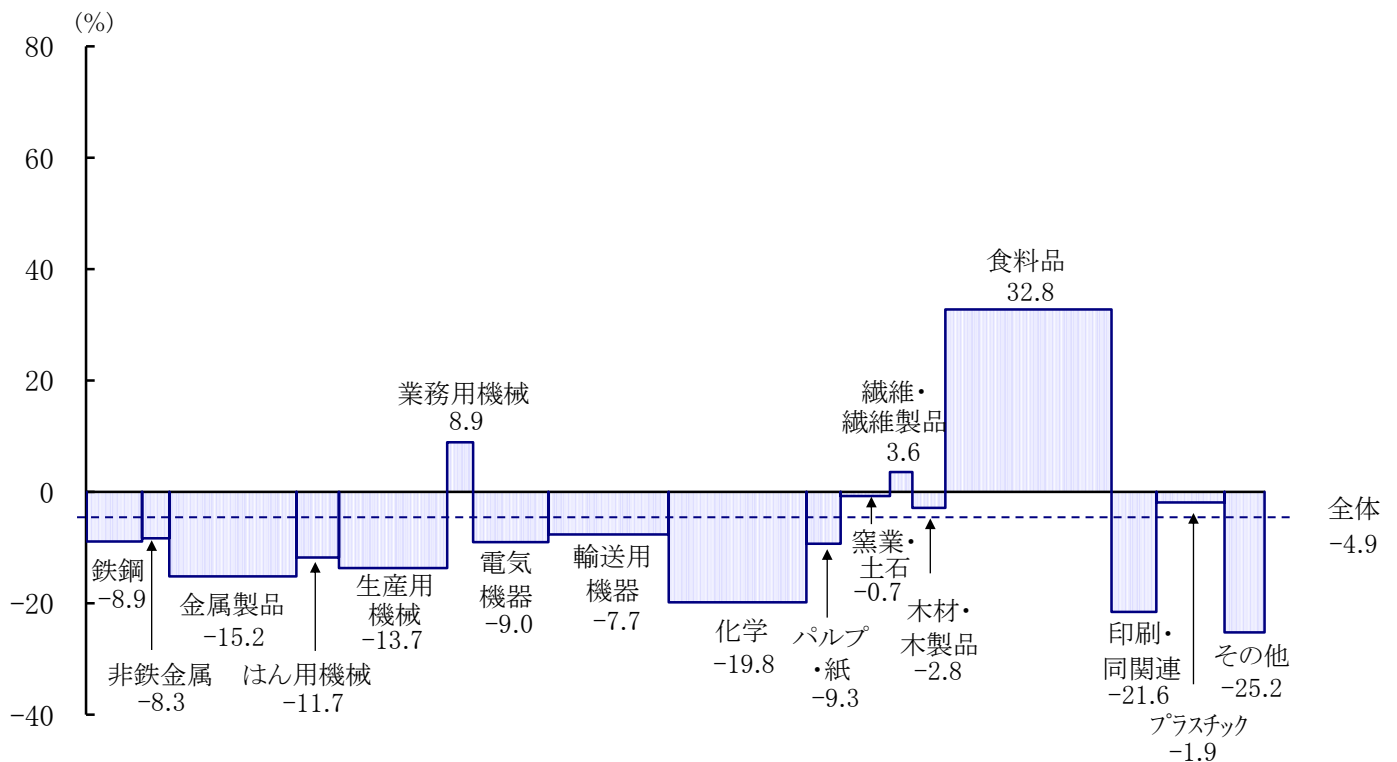 (%)
80
60
40
20
0
-20
-40
鉄鋼
-8.9
非鉄金属
-8.3
金属製品
-15.2
はん用機械
-11.7
生産用
機械
-13.7
業務用機械
8.9
電気
機器
-9.0
輸送用
機器
-7.7
化学
-19.8
パルプ
・紙
-9.3
窯業・
土石
-0.7
繊維・
繊維製品
3.6
木材・
木製品
-2.8
食料品
32.8
印刷・
同関連
-21.6
プラスチック
-1.9
その他
-25.2
全体
-4.9